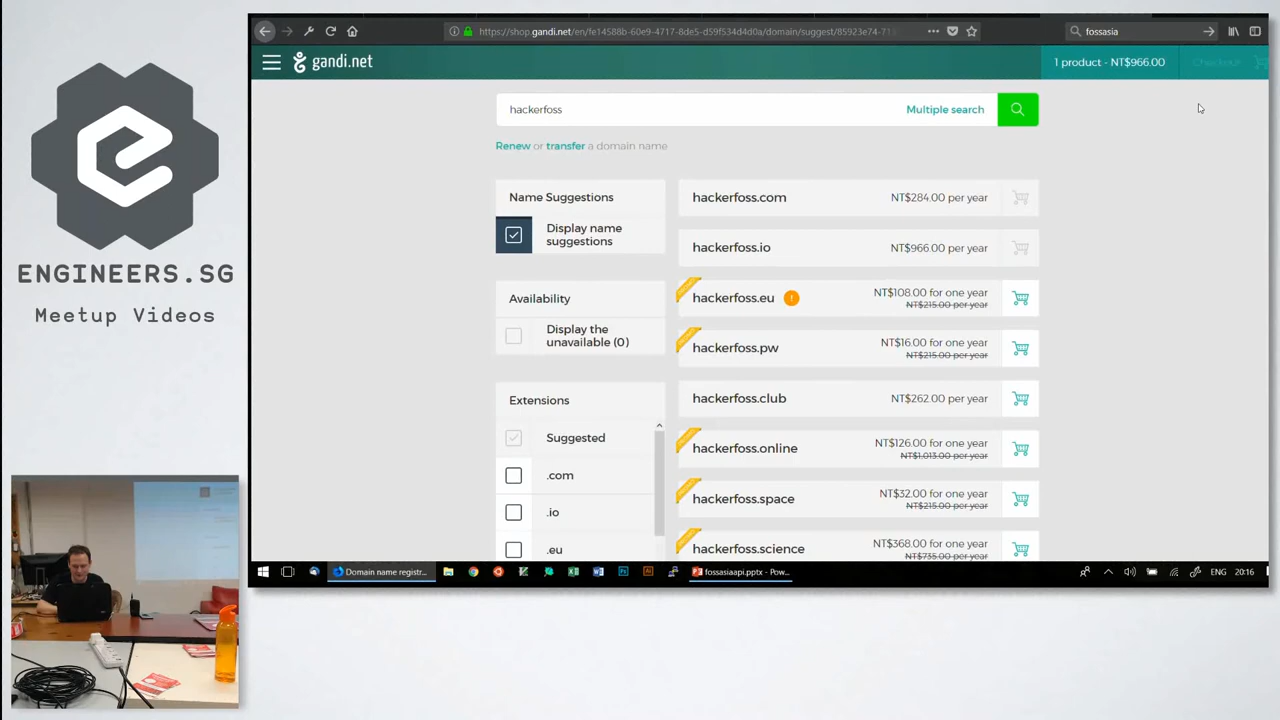 ENGINEERS.SG
Meetup Videos
https://shop.gandi.net/en/fe14588b-60e9-4717-8de5-d59f534d4d0a/domain/suggest/85923e74-71
fossasia
gandi.net
1 product - NT$966.00
Checkout
hackerfoss
Multiple search
Renew or transfer a domain name
Name Suggestions
Display name
suggestions
Availability
Display the
unavailable (0)
Extensions
Suggested
.com
.io
.eu
hackerfoss.com
NT$284.00 per year
hackerfoss.io
NT$966.00 per year
hackerfoss.eu
NT$108.00 for one year
NT$215.00 per year
hackerfoss.pw
NT$16.00 for one year
NT$215.00 per year
hackerfoss.club
NT$262.00 per year
hackerfoss.online
NT$126.00 for one year
NT$1,013.00 per year
hackerfoss.space
NT$32.00 for one year
NT$215.00 per year
hackerfoss.science
NT$368.00 for one year
NT$735.00 per year
Domain name registr...
fossasiaapi.pptx - Pow...
ENG
20:16